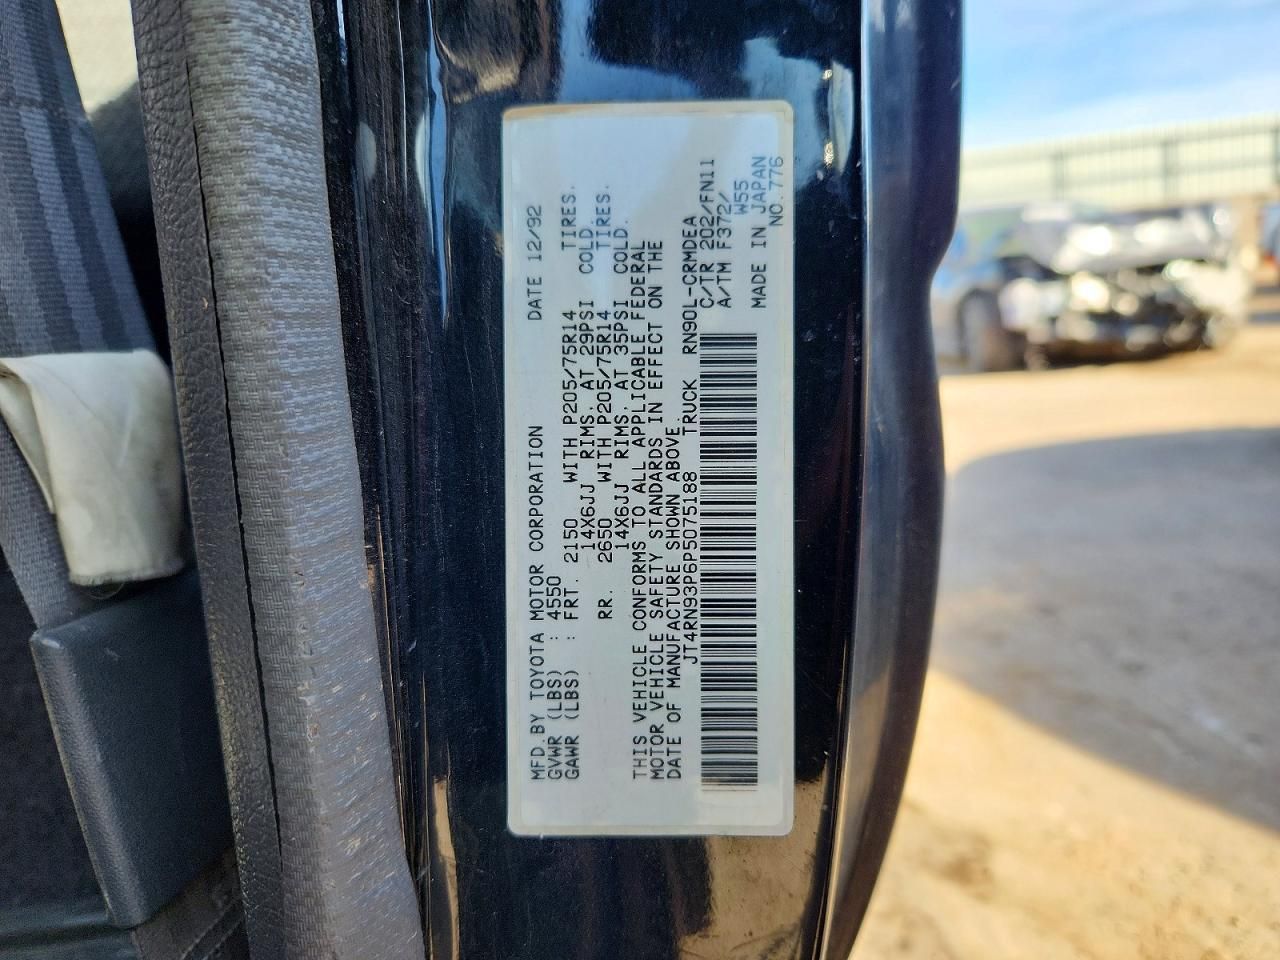 MFD.BY TOYOTA MOTOR CORPORATION DATE 12/92
GVWR (LBS) : 4550
GAWR (LBS) : FRT. 2150 WITH P205/75R14 TIRES.
14X6JJ RIMS. AT 29PSI COLD.
RR. 2650 WITH P205/75R14 TIRES.
14X6JJ RIMS. AT 35PSI COLD.
THIS VEHICLE CONFORMS TO ALL APPLICABLE FEDERAL
MOTOR VEHICLE SAFETY STANDARDS IN EFFECT ON THE
DATE OF MANUFACTURE SHOWN ABOVE.
JT4RN93P6P5075188 TRUCK RN90L-CRMDEA
C/TR 202/FN11
A/TM F372/
W55
MADE IN JAPAN
NO.776